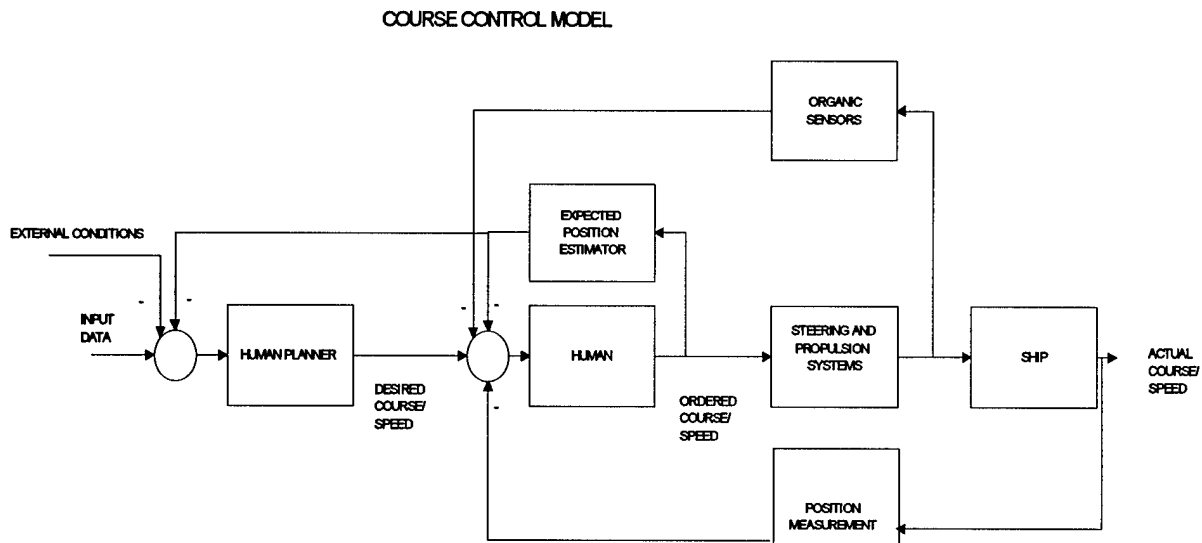 COURSE CONTROL MODEL
ORGANIC
SENSORS
EXPECTED
POSITION
ESTIMATOR
EXTERNAL CONDITIONS
-
-
-
-
INPUT
DATA
HUMAN PLANNER
HUMAN
STEERING AND
PROPULSION
SYSTEMS
SHIP
ACTUAL
COURSE/
SPEED
DESIRED
COURSE/
SPEED
-
ORDERED
COURSE/
SPEED
POSITION
MEASUREMENT